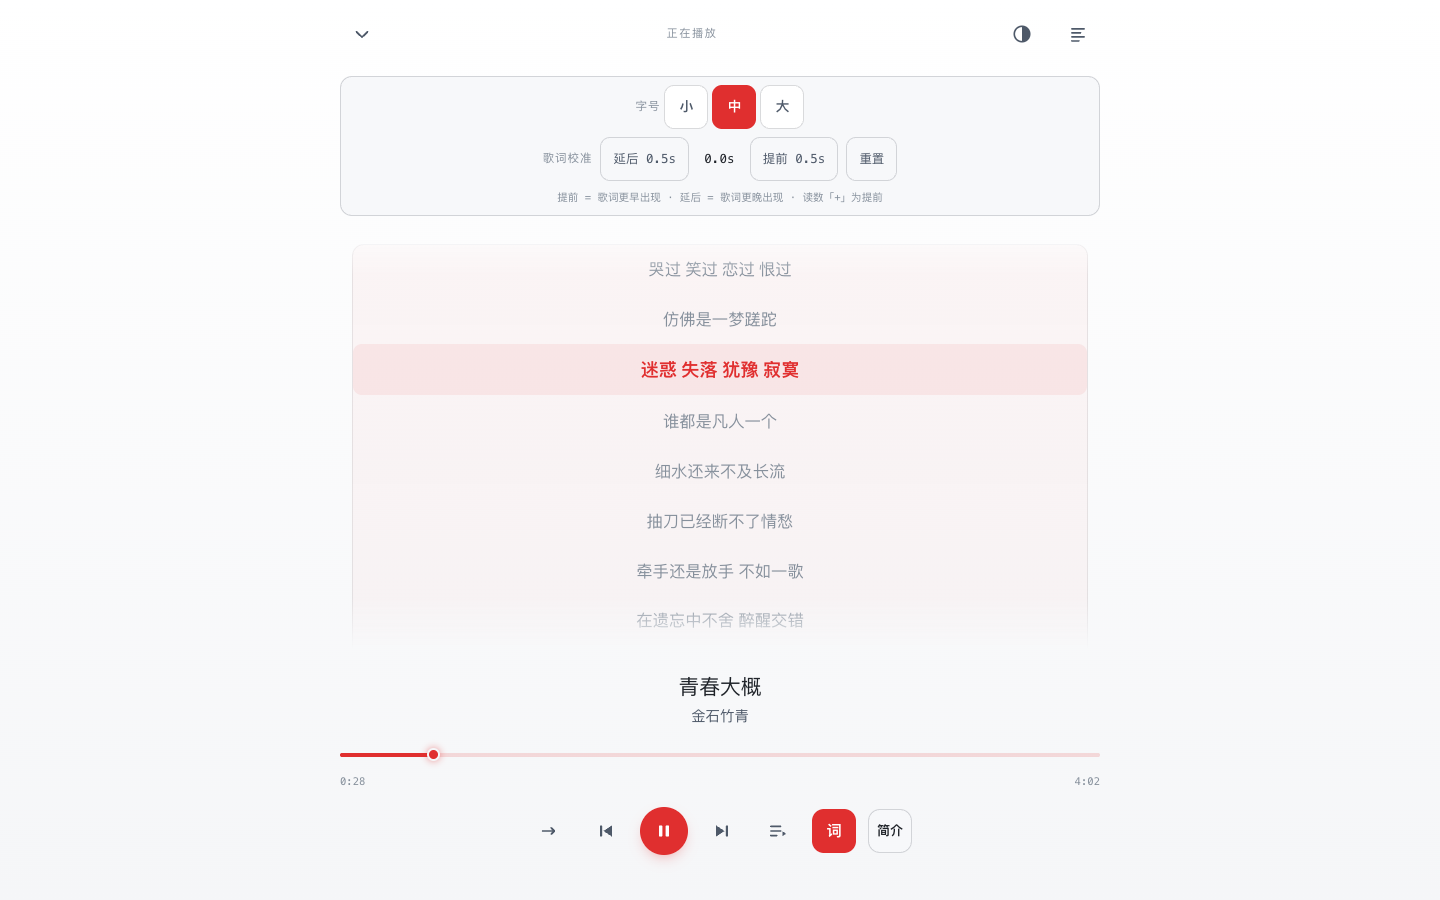 正在播放
字号 小 中 大
歌词校准 延后 0.5s 0.0s 提前 0.5s 重置
提前 = 歌词更早出现 · 延后 = 歌词更晚出现 · 读数「+」为提前
哭过 笑过 恋过 恨过
仿佛是一梦蹉跎
迷惑 失落 犹豫 寂寞
谁都是凡人一个
细水还来不及长流
抽刀已经断不了情愁
牵手还是放手 不如一歌
在遗忘中不舍 醉醒交错
青春大概
金石竹青
0:28 4:02
词 简介